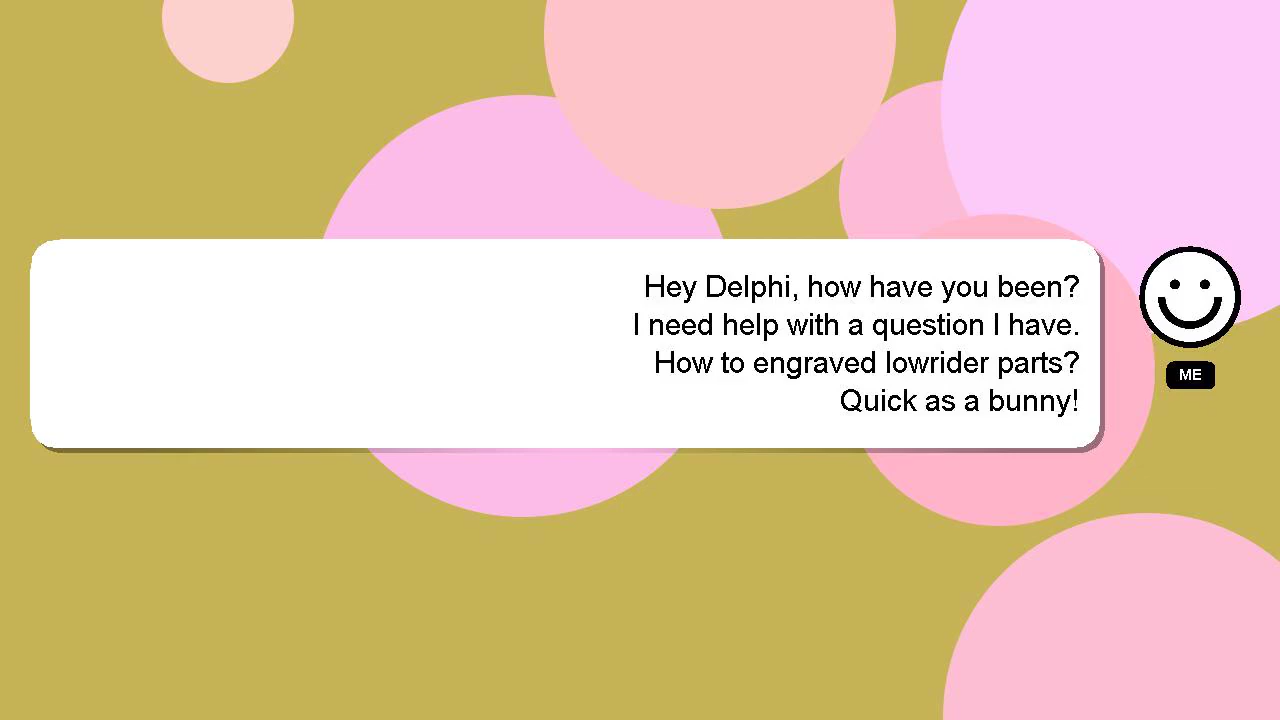 Hey Delphi, how have you been?
I need help with a question I have.
How to engraved lowrider parts?
Quick as a bunny!
ME